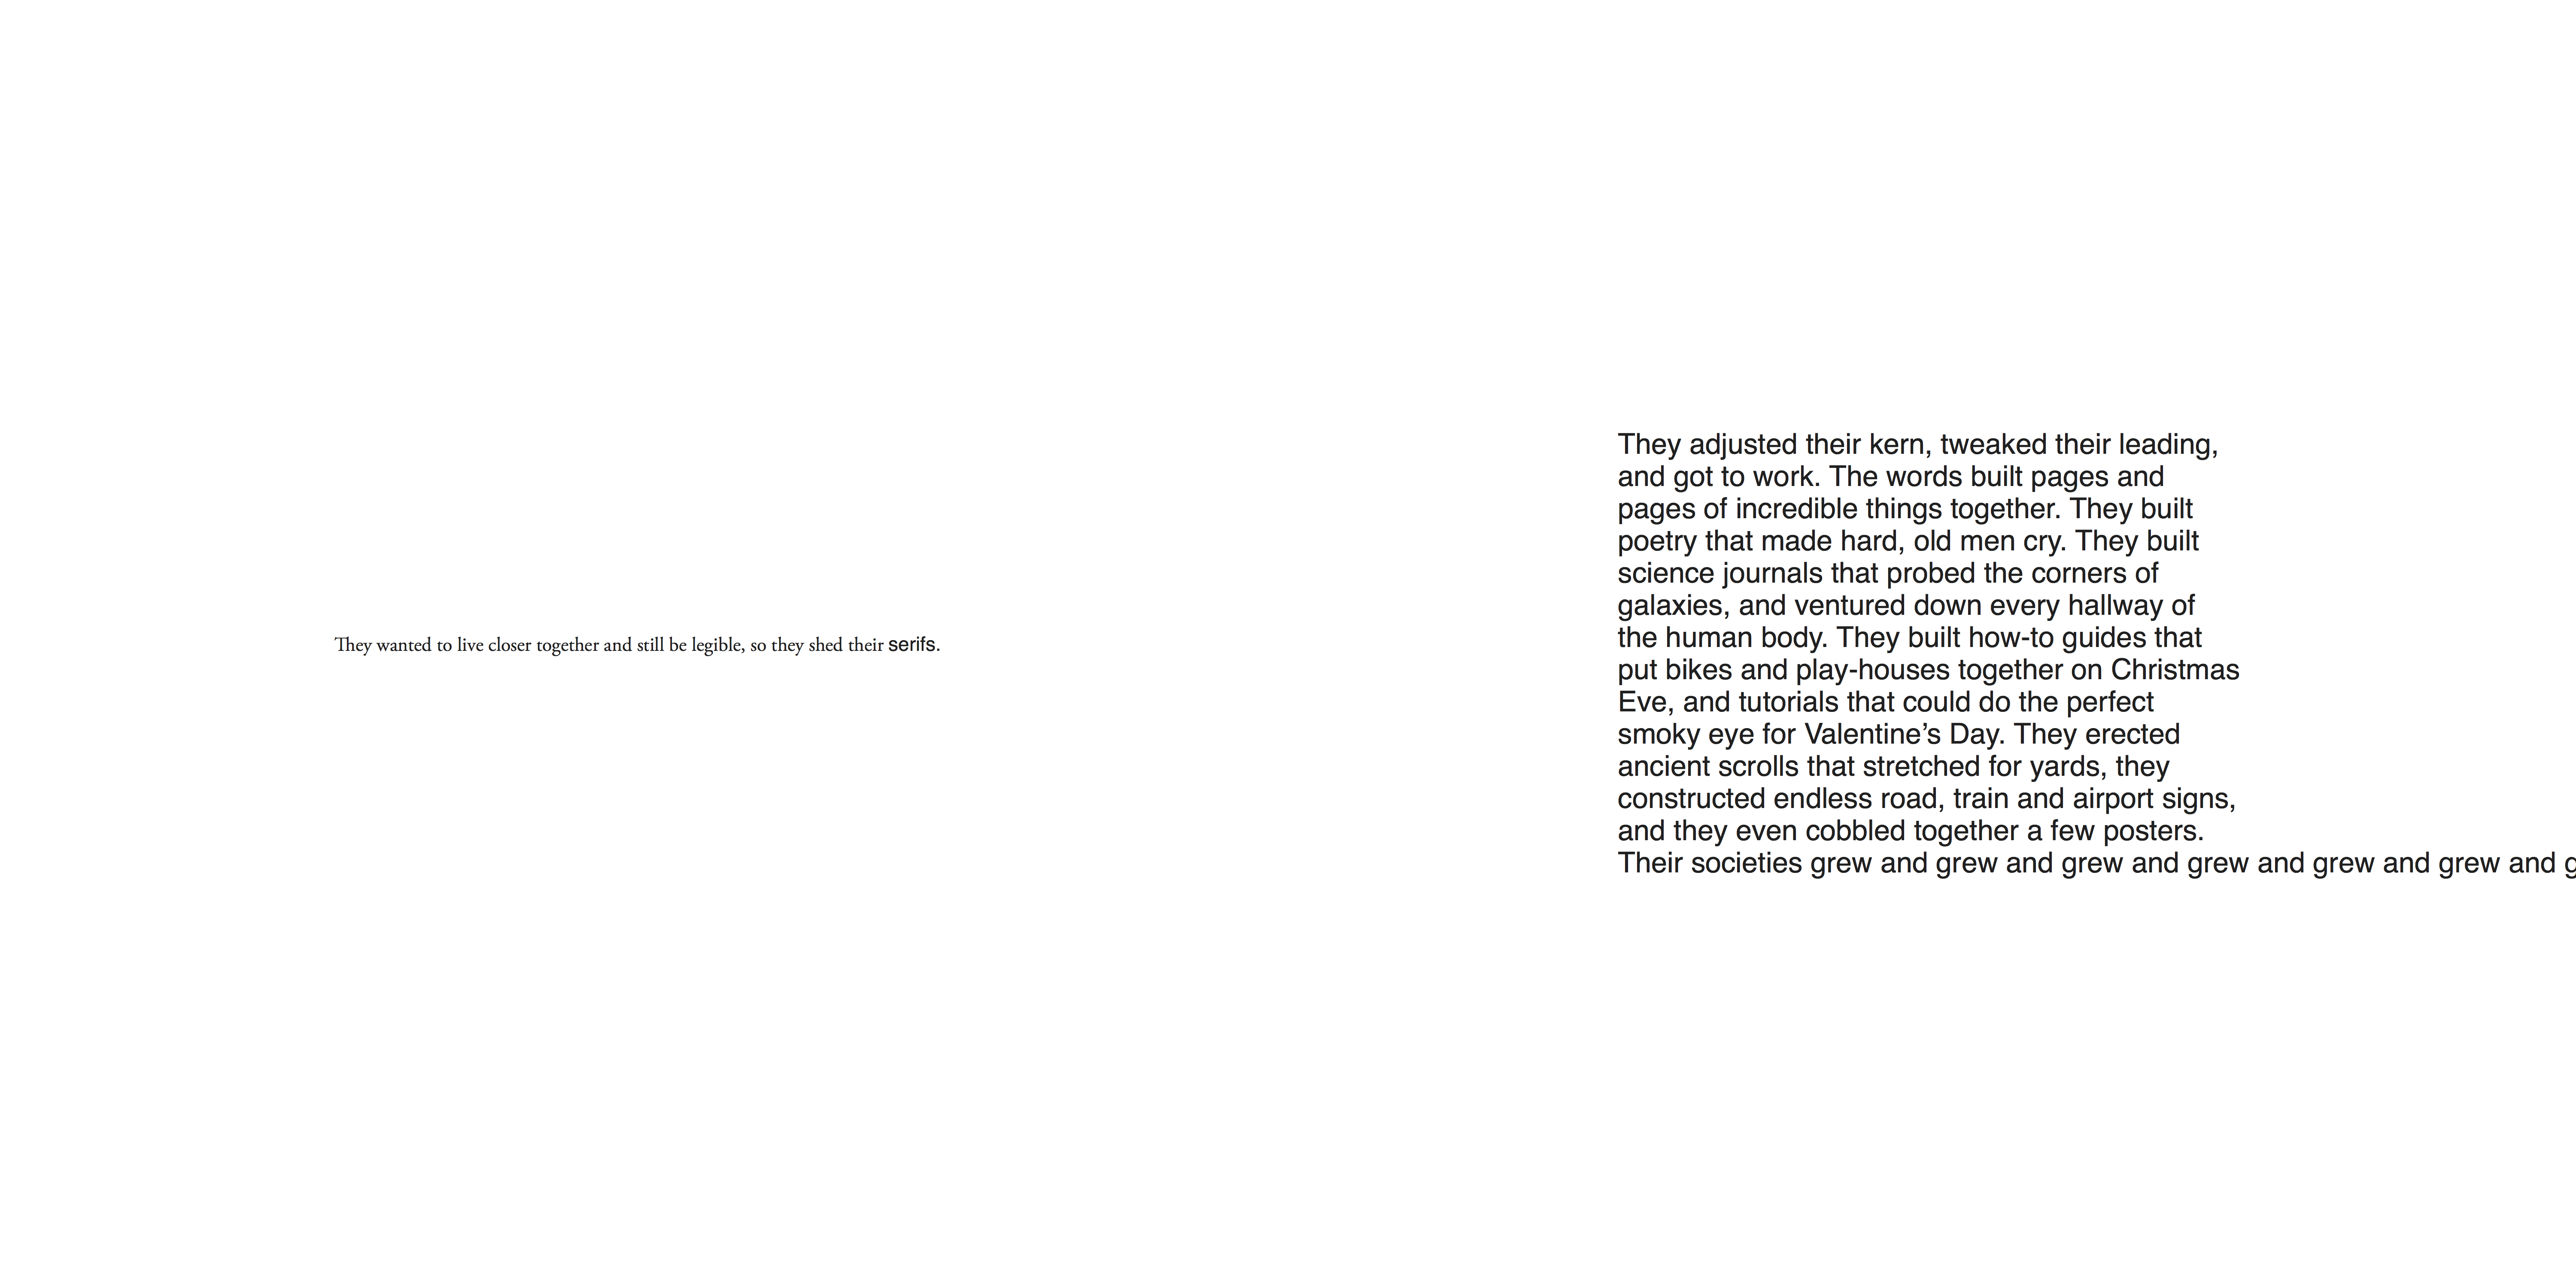 They wanted to live closer together and still be legible, so they shed their serifs.
They adjusted their kern, tweaked their leading,
and got to work. The words built pages and
pages of incredible things together. They built
poetry that made hard, old men cry. They built
science journals that probed the corners of
galaxies, and ventured down every hallway of
the human body. They built how-to guides that
put bikes and play-houses together on Christmas
Eve, and tutorials that could do the perfect
smoky eye for Valentine’s Day. They erected
ancient scrolls that stretched for yards, they
constructed endless road, train and airport signs,
and they even cobbled together a few posters.
Their societies grew and grew and grew and grew and grew and grew and g